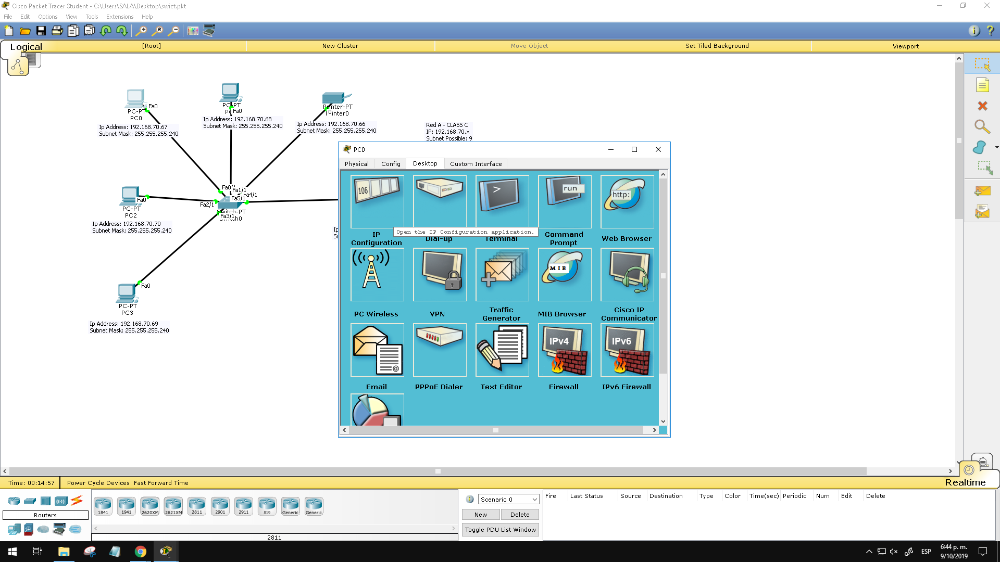 Cisco Packet Tracer Student - C:\Users\SALA\Desktop\swict.pkt
File Edit Options View Tools Extensions Help
Logical [Root] New Cluster Move Object Set Tiled Background Viewport
Fa0
PC-PT
PC0
Ip Address: 192.168.70.67
Subnet Mask: 255.255.255.240
PC-PT
Fa0
Ip Address: 192.168.70.68
Subnet Mask: 255.255.255.240
Printer-PT
Ip Address: 192.168.70.66
Subnet Mask: 255.255.255.240
Red A - CLASS C
IP: 192.168.70.x
Subnet Possible: 9
Fa0
PC-PT
PC2
Ip Address: 192.168.70.70
Subnet Mask: 255.255.255.240
Fa1/1
Fa4/1
Fa5/1
Fa2/1
Fa3/1
Switch-PT
Fa0
PC-PT
PC3
Ip Address: 192.168.70.69
Subnet Mask: 255.255.255.240
PC0
Physical Config Desktop Custom Interface
106
>
run
http:
Open the IP Configuration application.
IP Configuration
Dial-up
Terminal
Command Prompt
Web Browser
MIB
PC Wireless
VPN
Traffic Generator
MIB Browser
Cisco IP Communicator
@
IPv4
IPv6
Email
PPPoE Dialer
Text Editor
Firewall
IPv6 Firewall
Time: 00:14:57 Power Cycle Devices Fast Forward Time Realtime
Routers
1841 1941 2620XM 2621XM 2811 2901 2911 819 Generic Generic
2811
Scenario 0
New Delete
Toggle PDU List Window
Fire Last Status Source Destination Type Color Time(sec) Periodic Num Edit Delete
ESP
6:44 p. m.
9/10/2019